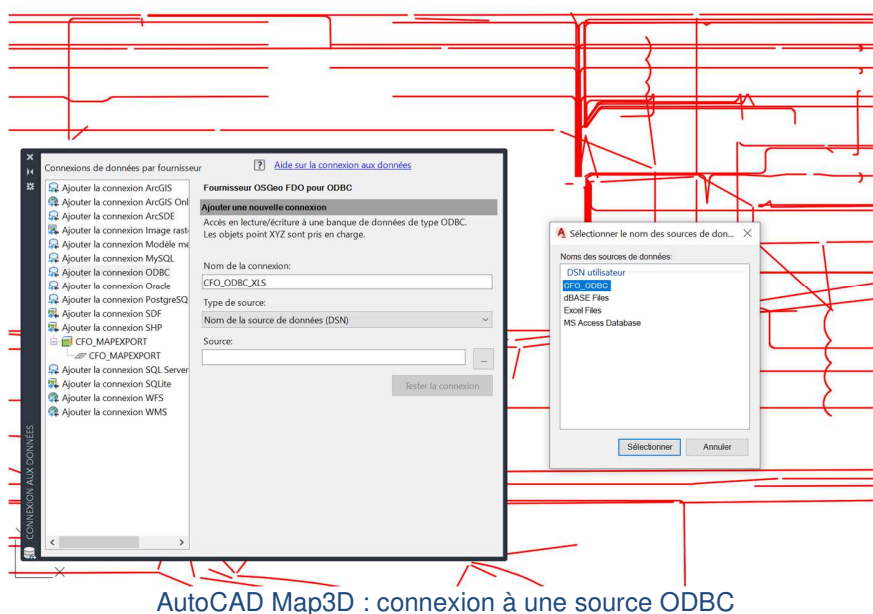 Connexions de données par fournisseur
? Aide sur la connexion aux données
Ajouter la connexion ArcGIS
Ajouter la connexion ArcGIS Onl
Ajouter la connexion ArcSDE
Ajouter la connexion Image rast
Ajouter la connexion Modèle me
Ajouter la connexion MySQL
Ajouter la connexion ODBC
Ajouter la connexion Oracle
Ajouter la connexion PostgreSQ
Ajouter la connexion SDF
Ajouter la connexion SHP
CFO_MAPEXPORT
CFO_MAPEXPORT
Ajouter la connexion SQL Server
Ajouter la connexion SQLite
Ajouter la connexion WFS
Ajouter la connexion WMS
Fournisseur OSGeo FDO pour ODBC
Ajouter une nouvelle connexion
Accès en lecture/écriture à une banque de données de type ODBC.
Les objets point XYZ sont pris en charge.
Nom de la connexion:
CFO_ODBC_XLS
Type de source:
Nom de la source de données (DSN)
Source:
...
Tester la connexion
CONNEXION AUX DONNÉES
Sélectionner le nom des sources de don...
Noms des sources de données:
DSN utilisateur
CFO_ODBC
dBASE Files
Excel Files
MS Access Database
Sélectionner
Annuler
AutoCAD Map3D : connexion à une source ODBC